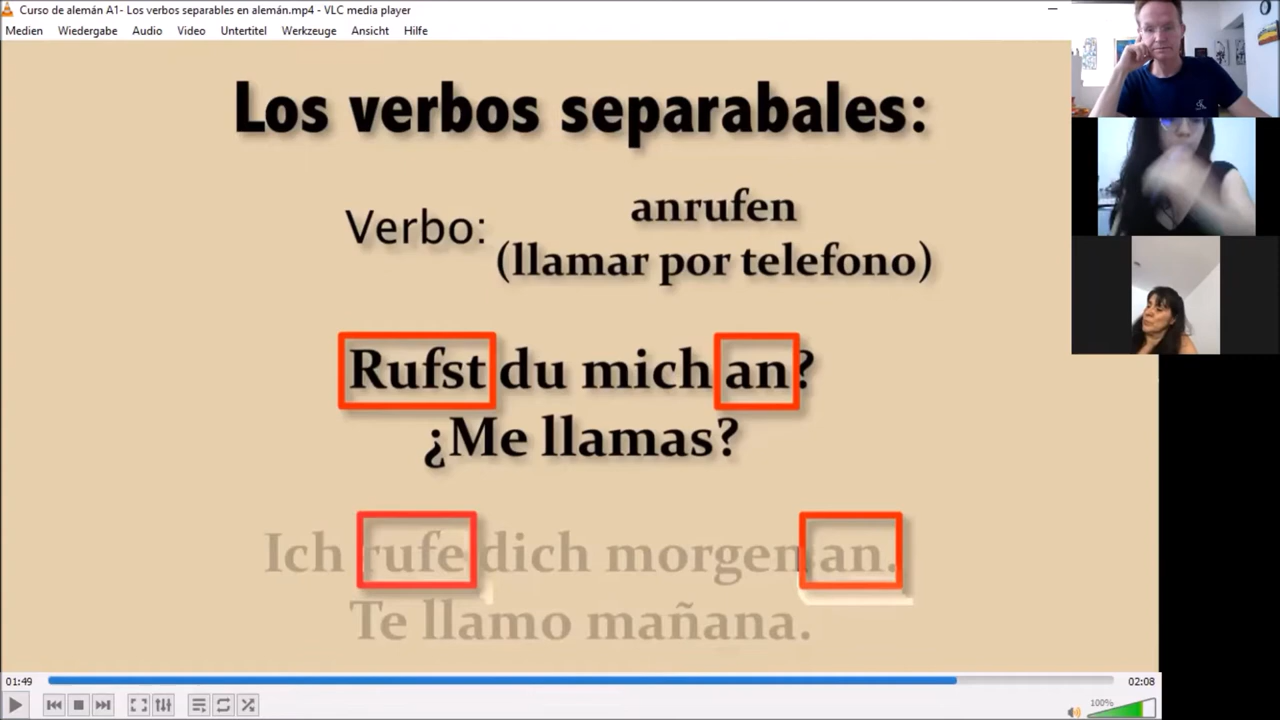 Curso de alemán A1- Los verbos separables en alemán.mp4 - VLC media player
Medien Wiedergabe Audio Video Untertitel Werkzeuge Ansicht Hilfe
Los verbos separabales:
Verbo: anrufen
(llamar por telefono)
Rufst du mich an?
¿Me llamas?
Ich rufe dich morgen an.
Te llamo mañana.
01:49 02:08
100%